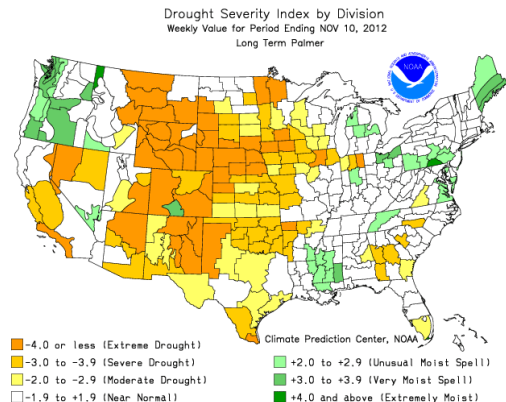 Drought Severity Index by Division
Weekly Value for Period Ending NOV 10, 2012
Long Term Palmer
NOAA
Climate Prediction Center, NOAA
-4.0 or less (Extreme Drought)
-3.0 to -3.9 (Severe Drought)
-2.0 to -2.9 (Moderate Drought)
-1.9 to +1.9 (Near Normal)
+2.0 to +2.9 (Unusual Moist Spell)
+3.0 to +3.9 (Very Moist Spell)
+4.0 and above (Extremely Moist)